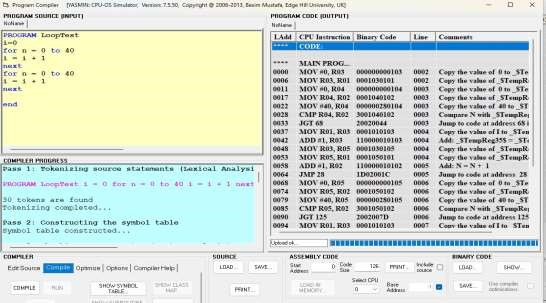 Program Compiler [YASMIN: CPU-OS Simulator, Version: 7.5.50, Copyright @ 2006-2013, Besim Mustafa, Edge Hill University, UK]
PROGRAM SOURCE (INPUT)
NoName
PROGRAM LoopTest
i=0
for n = 0 to 40
i = i + 1
next
for n = 0 to 40
i = i + 1
next
end
COMPILER PROGRESS
Pass 1: Tokenizing source statements (Lexical Analysi
PROGRAM LoopTest i = 0 for n = 0 to 40 i = i + 1 next
30 tokens are found
Tokenizing completed...
Pass 2: Constructing the symbol table
Symbol table constructed...
PROGRAM CODE (OUTPUT)
NoName
LAdd CPU Instruction Binary Code Line Comments
**** CODE:
**** MAIN PROG...
0000 MOV #0, R03 000000000103 0002 Copy the value of 0 to _$Te
0006 MOV R03, R01 0001030101 0002 Copy the value of _$TempR
0011 MOV #0, R04 000000000104 0003 Copy the value of 0 to _$Te
0017 MOV R04, R02 0001040102 0003 Copy the value of _$TempR
0022 MOV #40, R04 000000280104 0003 Copy the value of 40 to _$T
0028 CMP R04, R02 3001040102 0003 Compare N with _$TempReg
0033 JGT 68 20020044 0003 Jump to code at address 68 i
0037 MOV R01, R03 0001010103 0004 Copy the value of I to _$Temp
0042 ADD #1, R03 110000010103 0004 Add: _$TempReg35$ = _$T
0048 MOV R03, R05 0001030105 0004 Copy the value of _$TempR
0053 MOV R05, R01 0001050101 0004 Copy the value of _$TempR
0058 ADD #1, R02 110000010102 0005 Add: N = N + 1
0064 JMP 28 1D02001C 0005 Jump to code at address 28
0068 MOV #0, R05 000000000105 0006 Copy the value of 0 to _$Te
0074 MOV R05, R02 0001050102 0006 Copy the value of _$TempR
0079 MOV #40, R05 000000280105 0006 Copy the value of 40 to _$T
0085 CMP R05, R02 3001050102 0006 Compare N with _$TempReg
0090 JGT 125 2002007D 0006 Jump to code at address 125
0094 MOV R01, R03 0001010103 0007 Copy the value of I to _$Temp
Upload ok...
COMPILER
Edit Source Compile Optimise Options Compiler Help
COMPILE RUN SHOW SYMBOL TABLE... SHOW CLASS MAP
SOURCE
LOAD... SAVE...
PRINT...
ASSEMBLY CODE
Start Address 0 Code Size 126 PRINT... Include source
LOAD IN MEMORY Select CPU 0 Base Address -1
BINARY CODE
LOAD... SHOW...
SAVE... Use compiler